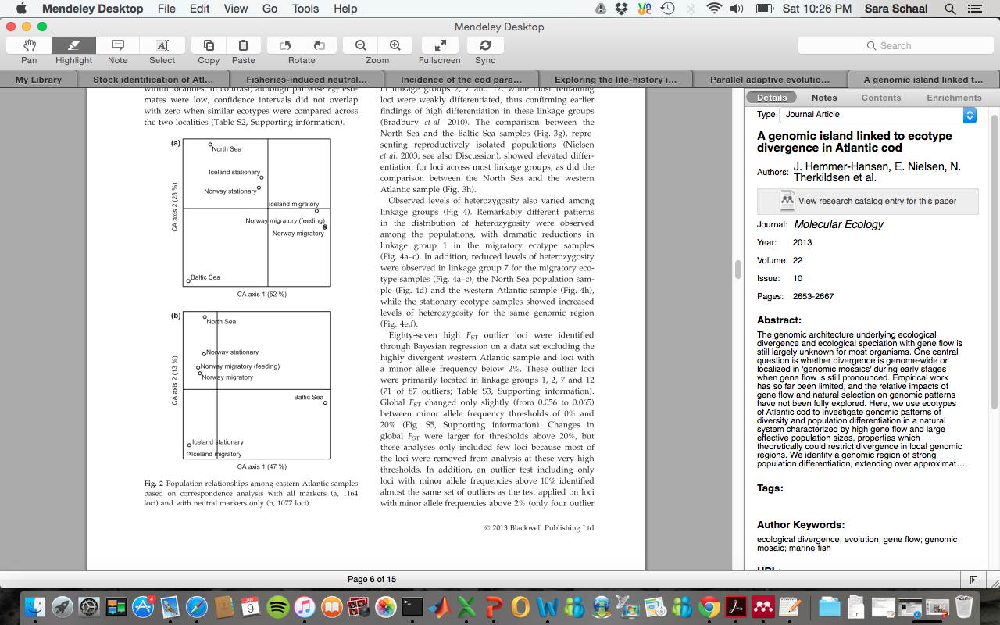 Mendeley Desktop File Edit View Go Tools Help Sat 10:26 PM Sara Schaal
Mendeley Desktop
Pan Highlight Note Select Copy Paste Rotate Zoom Fullscreen Sync
Search
My Library Stock identification of Atl... Fisheries-induced neutral... Incidence of the cod para... Exploring the life-history i... Parallel adaptive evolutio... A genomic island linked t...
within localities. In contrast, although pairwise FST esti-
mates were low, confidence intervals did not overlap
with zero when similar ecotypes were compared across
the two localities (Table S2, Supporting information).
(a)
North Sea
Iceland stationary
Norway stationary
Iceland migratory
Norway migratory (feeding)
Norway migratory
Baltic Sea
CA axis 2 (23 %)
CA axis 1 (52 %)
(b)
North Sea
Norway stationary
Norway migratory (feeding)
Norway migratory
Baltic Sea
Iceland stationary
Iceland migratory
CA axis 2 (13 %)
CA axis 1 (47 %)
Fig. 2 Population relationships among eastern Atlantic samples
based on correspondence analysis with all markers (a, 1164
loci) and with neutral markers only (b, 1077 loci).
in linkage groups 2, 7 and 12, while most remaining
loci were weakly differentiated, thus confirming earlier
findings of high differentiation in these linkage groups
(Bradbury et al. 2010). The comparison between the
North Sea and the Baltic Sea samples (Fig. 3g), repre-
senting reproductively isolated populations (Nielsen
et al. 2003; see also Discussion), showed elevated differ-
entiation for loci across most linkage groups, as did the
comparison between the North Sea and the western
Atlantic sample (Fig. 3h).
Observed levels of heterozygosity also varied among
linkage groups (Fig. 4). Remarkably different patterns
in the distribution of heterozygosity were observed
among the populations, with dramatic reductions in
linkage group 1 in the migratory ecotype samples
(Fig. 4a–c). In addition, reduced levels of heterozygosity
were observed in linkage group 7 for the migratory eco-
type samples (Fig. 4a–c), the North Sea population sam-
ple (Fig. 4d) and the western Atlantic sample (Fig. 4h),
while the stationary ecotype samples showed increased
levels of heterozygosity for the same genomic region
(Fig. 4e,f).
Eighty-seven high FST outlier loci were identified
through Bayesian regression on a data set excluding the
highly divergent western Atlantic sample and loci with
a minor allele frequency below 2%. These outlier loci
were primarily located in linkage groups 1, 2, 7 and 12
(71 of 87 outliers; Table S3, Supporting information).
Global FST changed only slightly (from 0.056 to 0.065)
between minor allele frequency thresholds of 0% and
20% (Fig. S5, Supporting information). Changes in
global FST were larger for thresholds above 20%, but
these analyses only included few loci because most of
the loci were removed from analysis at these very high
thresholds. In addition, an outlier test including only
loci with minor allele frequencies above 10% identified
almost the same set of outliers as the test applied on loci
with minor allele frequencies above 2% (only four outlier
© 2013 Blackwell Publishing Ltd
Details Notes Contents Enrichments
Type: Journal Article
A genomic island linked to ecotype
divergence in Atlantic cod
Authors: J. Hemmer-Hansen, E. Nielsen, N.
Therkildsen et al.
View research catalog entry for this paper
Journal: Molecular Ecology
Year: 2013
Volume: 22
Issue: 10
Pages: 2653-2667
Abstract:
The genomic architecture underlying ecological
divergence and ecological speciation with gene flow is
still largely unknown for most organisms. One central
question is whether divergence is genome-wide or
localized in 'genomic mosaics' during early stages
when gene flow is still pronounced. Empirical work
has so far been limited, and the relative impacts of
gene flow and natural selection on genomic patterns
have not been fully explored. Here, we use ecotypes
of Atlantic cod to investigate genomic patterns of
diversity and population differentiation in a natural
system characterized by high gene flow and large
effective population sizes, properties which
theoretically could restrict divergence in local genomic
regions. We identify a genomic region of strong
population differentiation, extending over approximat...
Tags:
Author Keywords:
ecological divergence; evolution; gene flow; genomic
mosaic; marine fish
URL:
Page 6 of 15
4
JAN
9